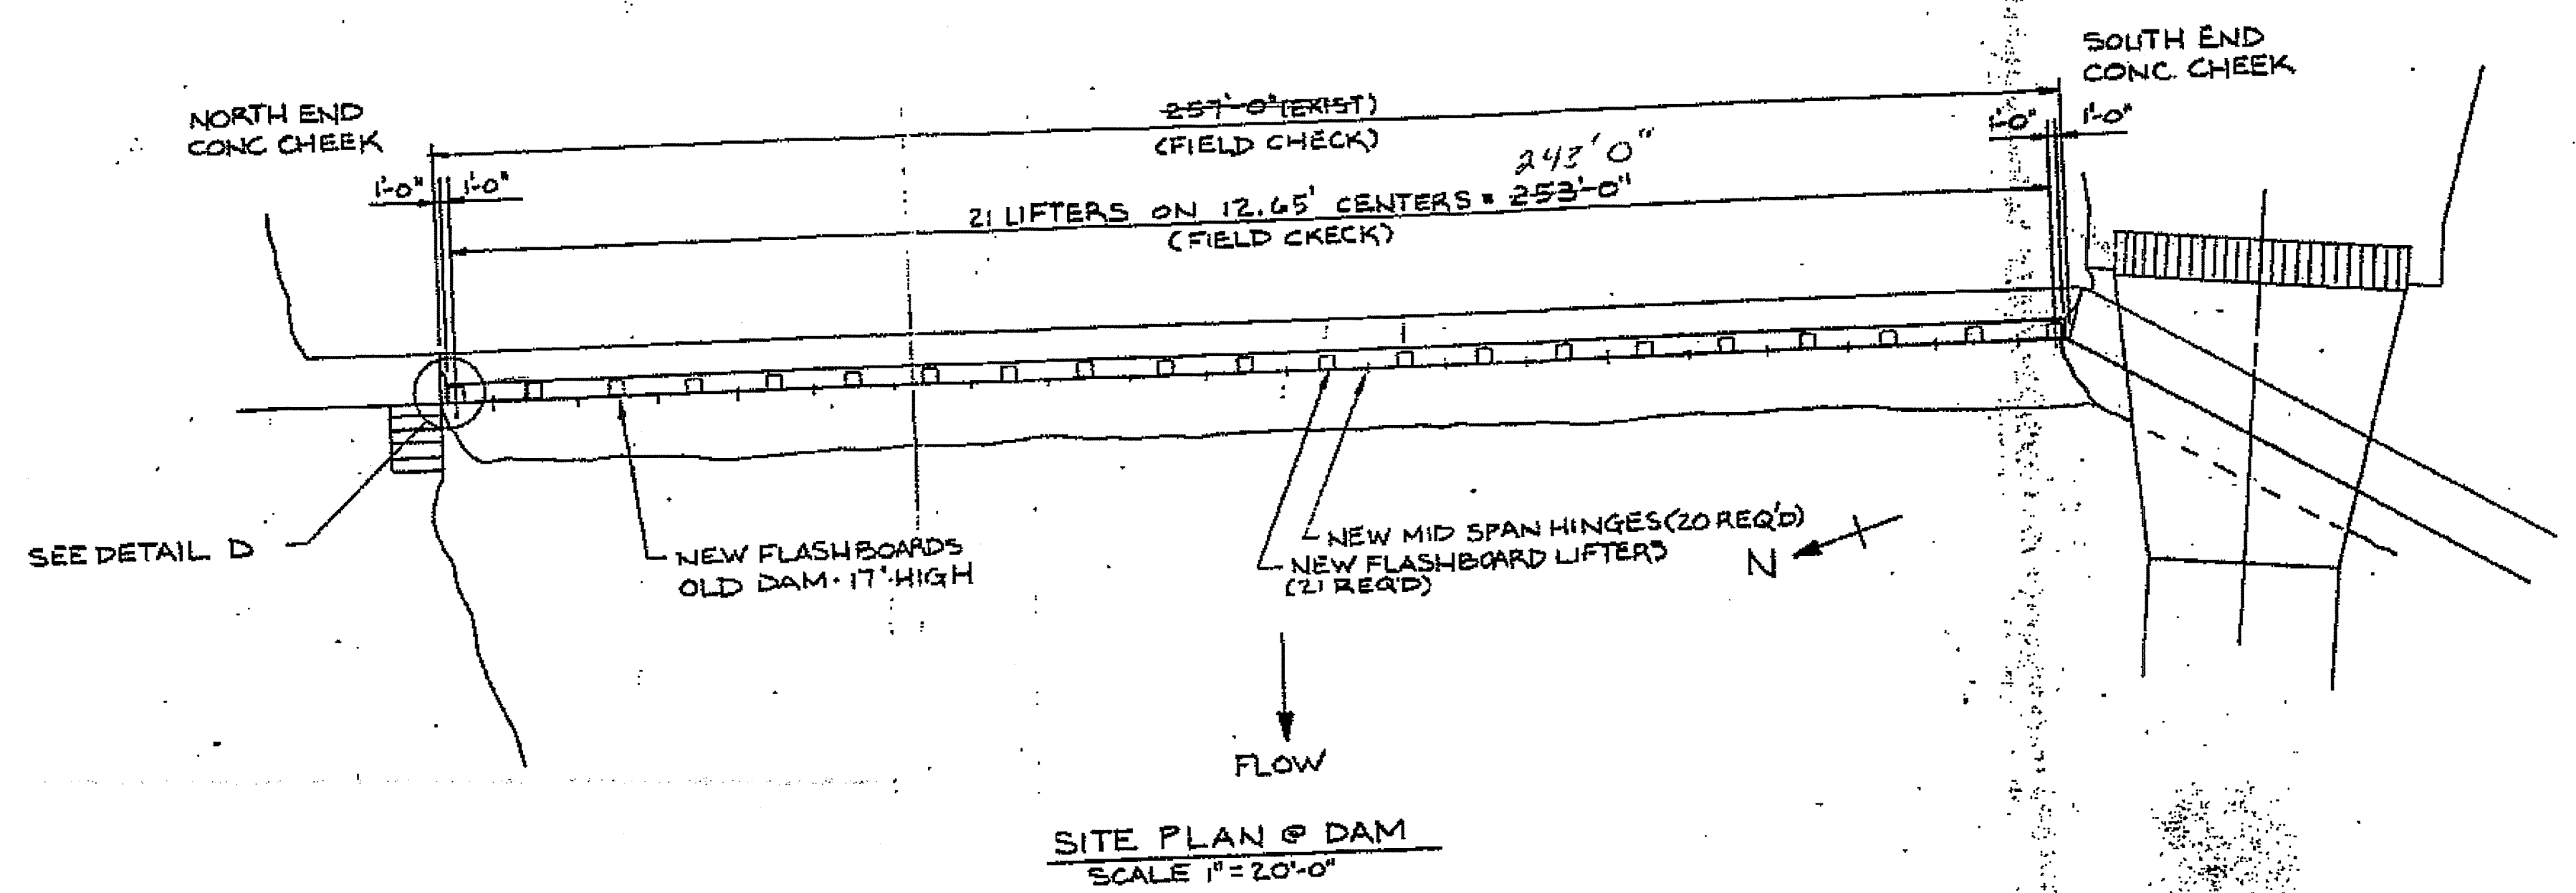 SOUTH END
CONC. CHEEK
NORTH END
CONC CHEEK
257'-0" (EXIST)
(FIELD CHECK)
1'-0" 1'-0"
243'0"
1'-0" 1'-0"
21 LIFTERS ON 12.65' CENTERS = 253'-0"
(FIELD CKECK)
SEE DETAIL D
NEW FLASHBOARDS
OLD DAM · 17" HIGH
NEW MID SPAN HINGES (20 REQ'D)
NEW FLASHBOARD LIFTERS
(21 REQ'D)
N
FLOW
SITE PLAN @ DAM
SCALE 1" = 20'-0"